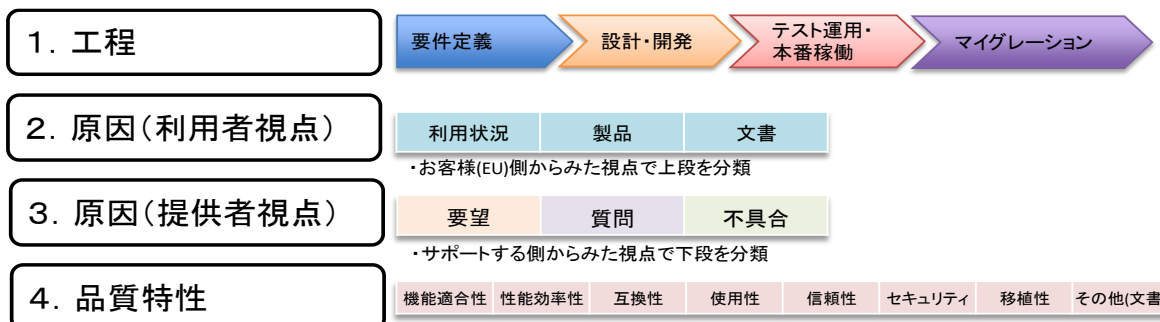 1. 工程
要件定義
設計・開発
テスト運用・
本番稼働
マイグレーション
2. 原因(利用者視点)
利用状況 製品 文書
・お客様(EU)側からみた視点で上段を分類
3. 原因(提供者視点)
要望 質問 不具合
・サポートする側からみた視点で下段を分類
4. 品質特性
機能適合性 性能効率性 互換性 使用性 信頼性 セキュリティ 移植性 その他(文書